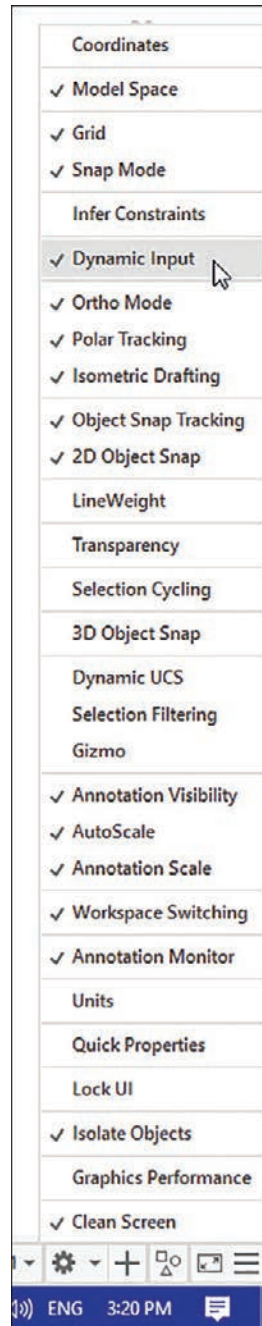 Coordinates
Model Space
Grid
Snap Mode
Infer Constraints
Dynamic Input
Ortho Mode
Polar Tracking
Isometric Drafting
Object Snap Tracking
2D Object Snap
LineWeight
Transparency
Selection Cycling
3D Object Snap
Dynamic UCS
Selection Filtering
Gizmo
Annotation Visibility
AutoScale
Annotation Scale
Workspace Switching
Annotation Monitor
Units
Quick Properties
Lock UI
Isolate Objects
Graphics Performance
Clean Screen
ENG 3:20 PM